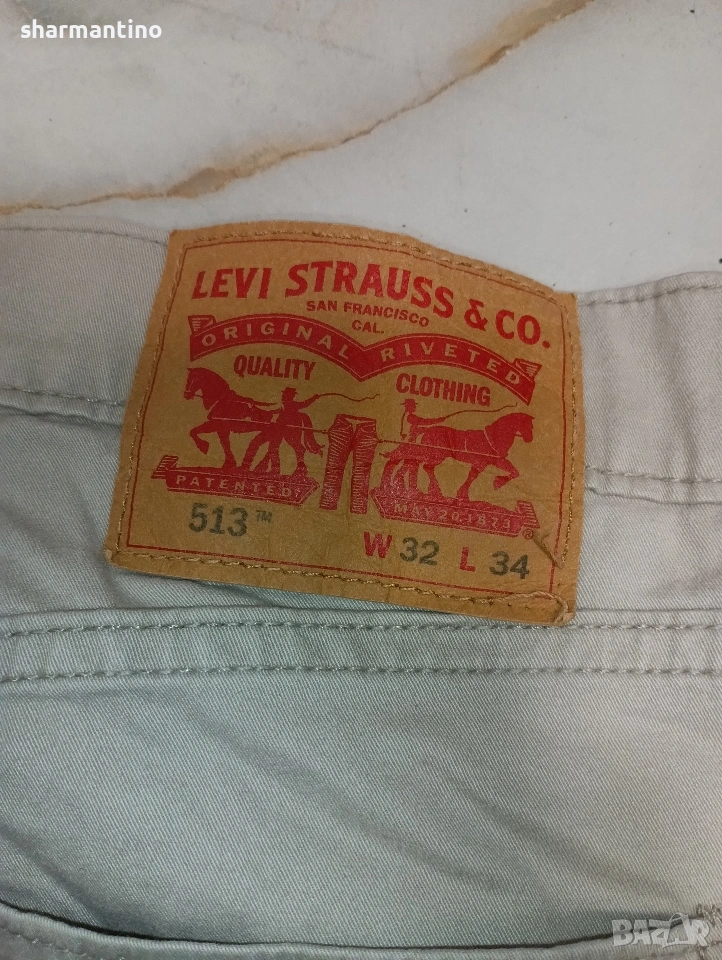 sharmantino
LEVI STRAUSS & CO.
SAN FRANCISCO
CAL.
ORIGINAL RIVETED
QUALITY CLOTHING
PATENTED MAY 20 1873
513™ W 32 L 34
BAZAR